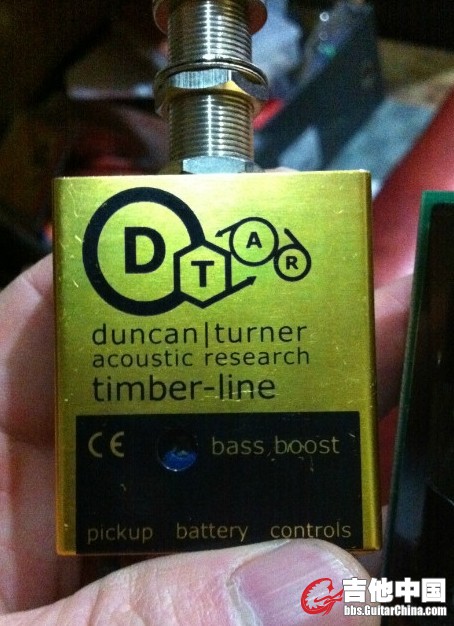 D T A R
duncan|turner
acoustic research
timber-line
CE bass boost
pickup battery controls
吉他中国
bbs.GuitarChina.com